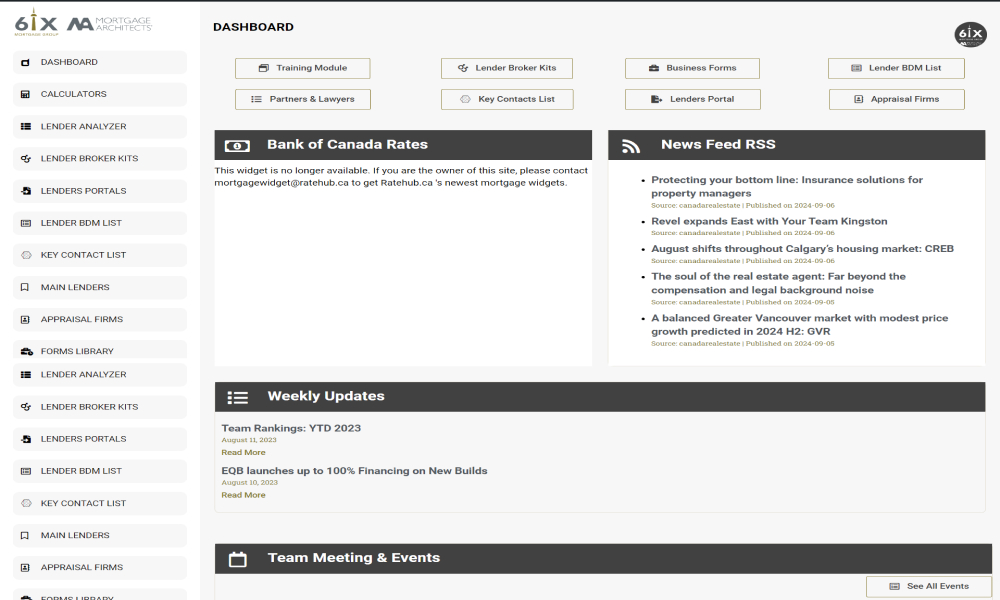 6iX
MORTGAGE GROUP
MORTGAGE
ARCHITECTS
DASHBOARD
CALCULATORS
LENDER ANALYZER
LENDER BROKER KITS
LENDERS PORTALS
LENDER BDM LIST
KEY CONTACT LIST
MAIN LENDERS
APPRAISAL FIRMS
FORMS LIBRARY
LENDER ANALYZER
LENDER BROKER KITS
LENDERS PORTALS
LENDER BDM LIST
KEY CONTACT LIST
MAIN LENDERS
APPRAISAL FIRMS
FORMS LIBRARY
DASHBOARD
6iX
Training Module
Lender Broker Kits
Business Forms
Lender BDM List
Partners & Lawyers
Key Contacts List
Lenders Portal
Appraisal Firms
Bank of Canada Rates
This widget is no longer available. If you are the owner of this site, please contact
mortgagewidget@ratehub.ca to get Ratehub.ca 's newest mortgage widgets.
News Feed RSS
Protecting your bottom line: Insurance solutions for
property managers
Source: canadarealestate | Published on 2024-09-06
Revel expands East with Your Team Kingston
Source: canadarealestate | Published on 2024-09-06
August shifts throughout Calgary’s housing market: CREB
Source: canadarealestate | Published on 2024-09-06
The soul of the real estate agent: Far beyond the
compensation and legal background noise
Source: canadarealestate | Published on 2024-09-05
A balanced Greater Vancouver market with modest price
growth predicted in 2024 H2: GVR
Source: canadarealestate | Published on 2024-09-05
Weekly Updates
Team Rankings: YTD 2023
August 11, 2023
Read More
EQB launches up to 100% Financing on New Builds
August 10, 2023
Read More
Team Meeting & Events
See All Events